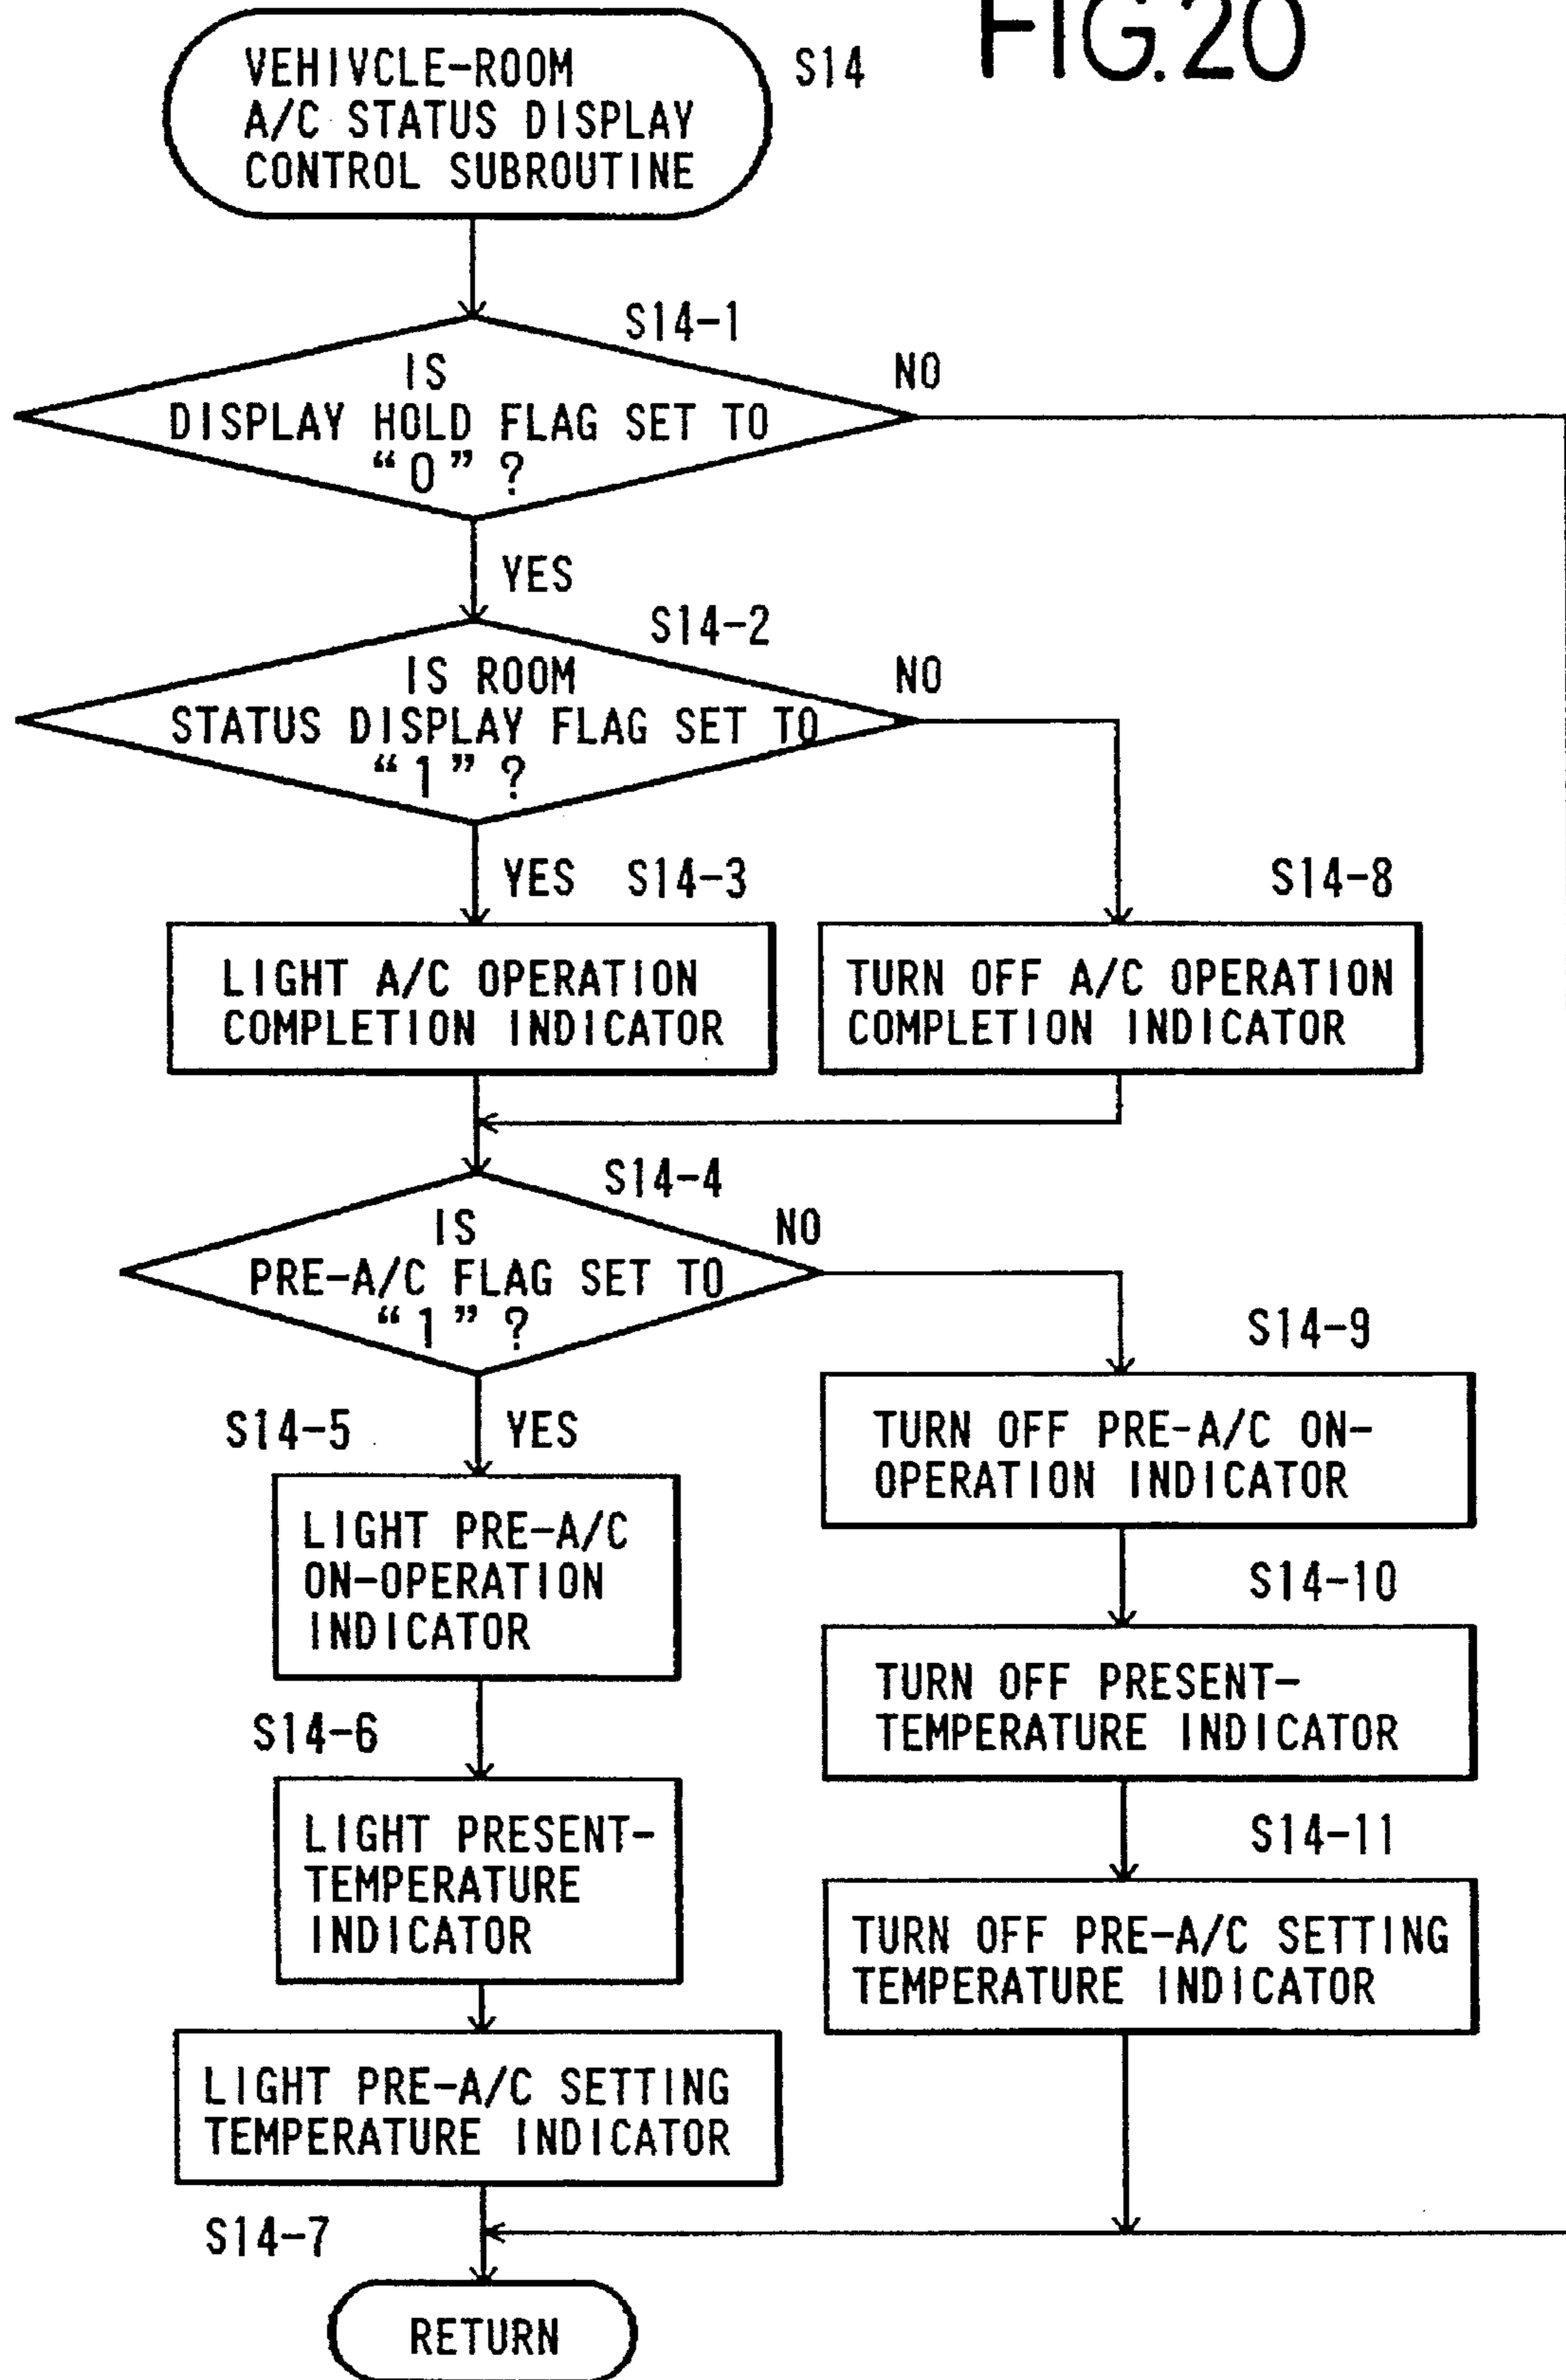 FIG.20
VEHIVCLE-ROOM
A/C STATUS DISPLAY
CONTROL SUBROUTINE
S14
S14-1
IS
DISPLAY HOLD FLAG SET TO
“0” ?
NO
YES
S14-2
IS ROOM
STATUS DISPLAY FLAG SET TO
“1” ?
NO
YES
S14-3
LIGHT A/C OPERATION
COMPLETION INDICATOR
S14-8
TURN OFF A/C OPERATION
COMPLETION INDICATOR
S14-4
IS
PRE-A/C FLAG SET TO
“1” ?
NO
YES
S14-5
LIGHT PRE-A/C
ON-OPERATION
INDICATOR
S14-9
TURN OFF PRE-A/C ON-
OPERATION INDICATOR
S14-6
LIGHT PRESENT-
TEMPERATURE
INDICATOR
S14-10
TURN OFF PRESENT-
TEMPERATURE INDICATOR
S14-11
TURN OFF PRE-A/C SETTING
TEMPERATURE INDICATOR
LIGHT PRE-A/C SETTING
TEMPERATURE INDICATOR
S14-7
RETURN